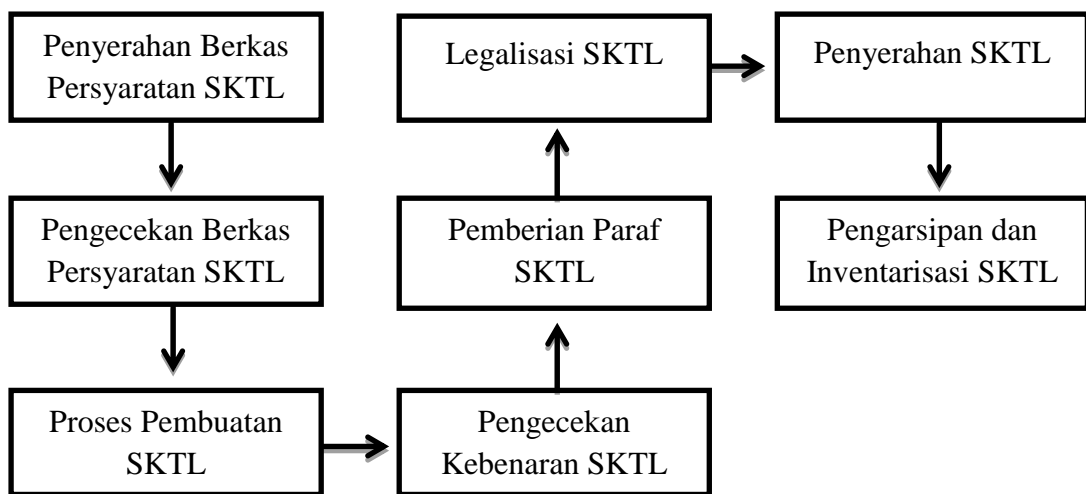 Penyerahan Berkas
Persyaratan SKTL
Pengecekan Berkas
Persyaratan SKTL
Proses Pembuatan
SKTL
Pengecekan
Kebenaran SKTL
Pemberian Paraf
SKTL
Legalisasi SKTL
Penyerahan SKTL
Pengarsipan dan
Inventarisasi SKTL